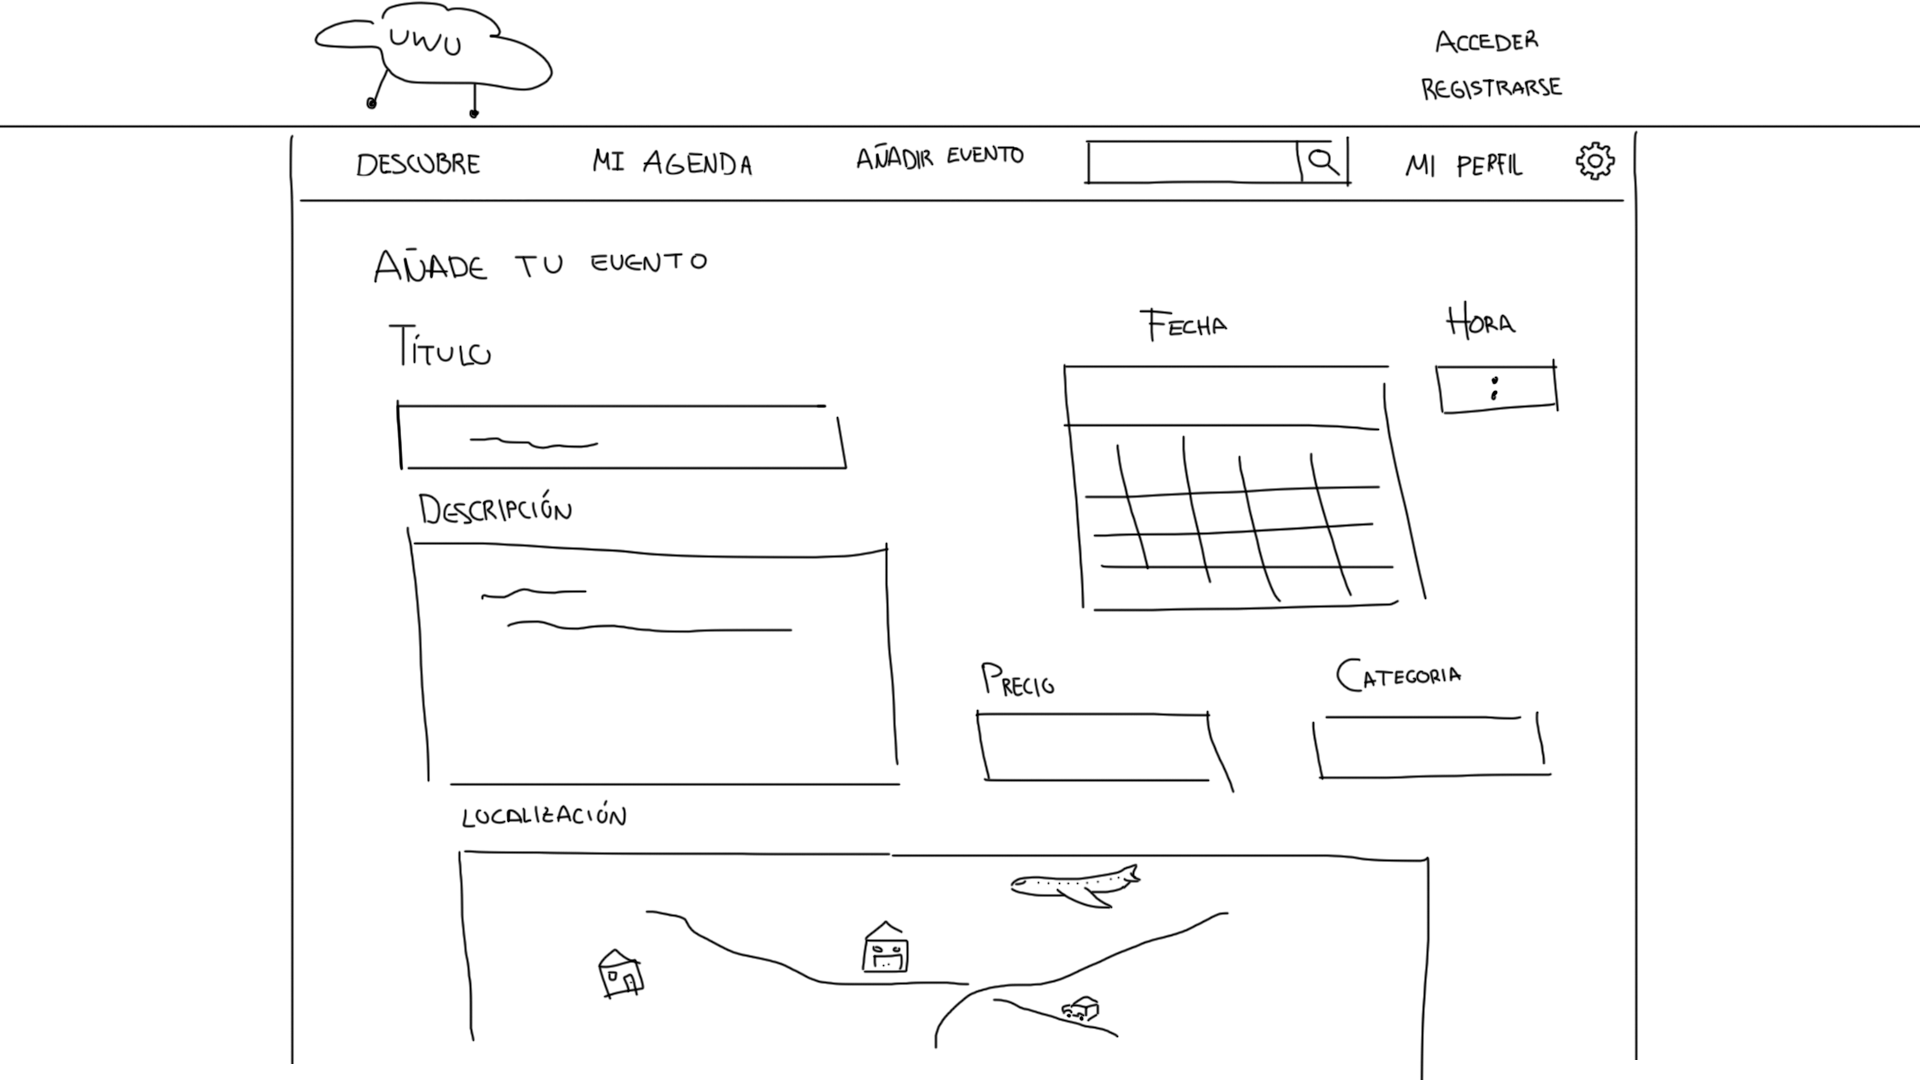 UWU
ACCEDER
REGISTRARSE
DESCUBRE
MI AGENDA
AÑADIR EVENTO
MI PERFIL
AÑADE TU EVENTO
TÍTULO
FECHA
HORA
:
DESCRIPCIÓN
PRECIO
CATEGORIA
LOCALIZACIÓN